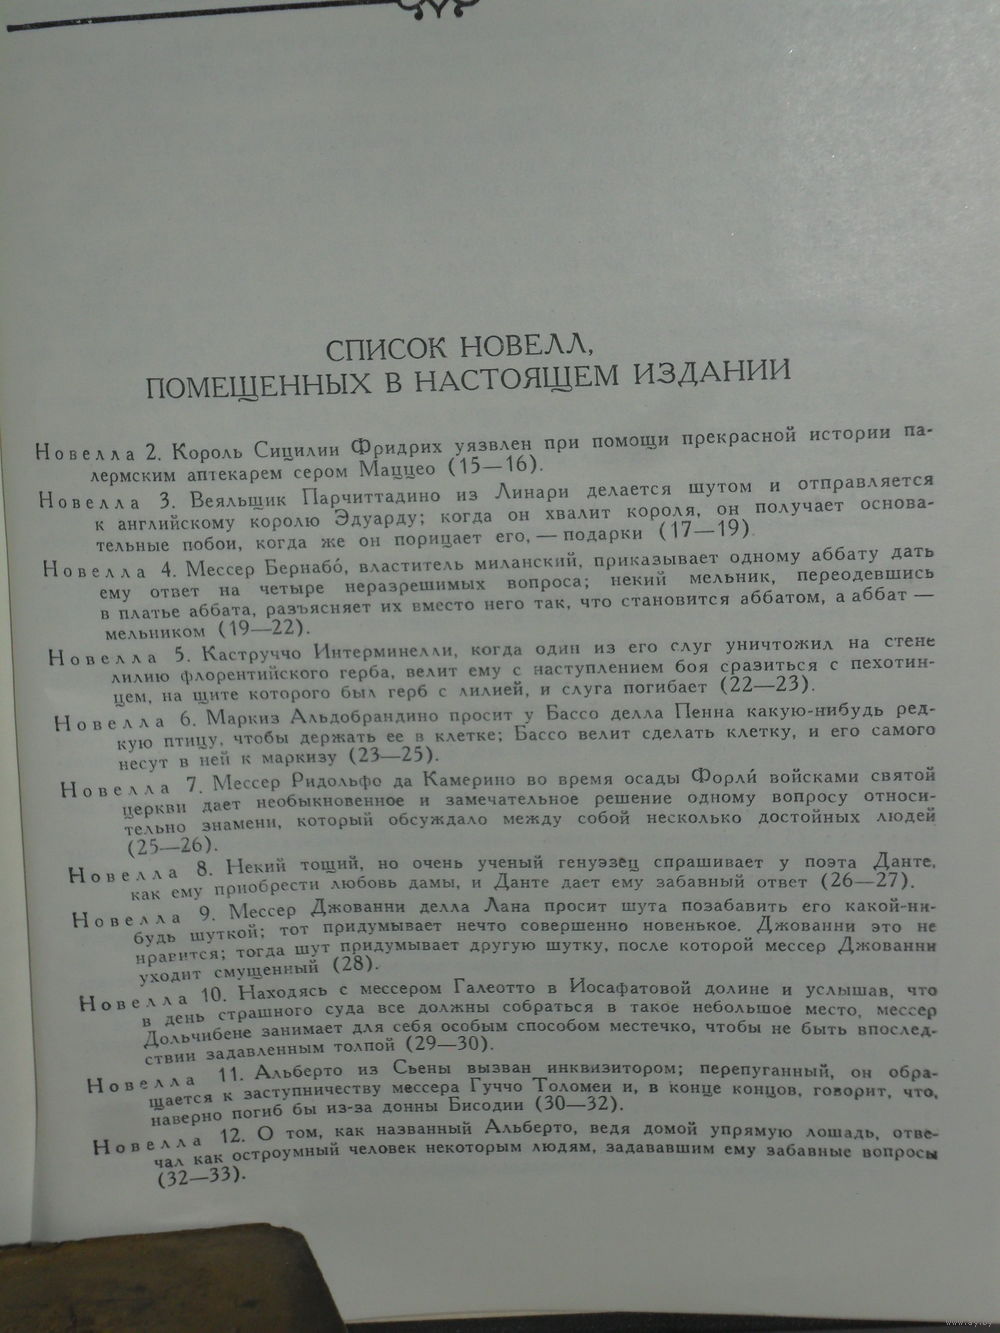 СПИСОК НОВЕЛЛ,
ПОМЕЩЕННЫХ В НАСТОЯЩЕМ ИЗДАНИИ
Новелла 2. Король Сицилии Фридрих уязвлен при помощи прекрасной истории па-
лермским аптекарем сером Маццео (15—16).
Новелла 3. Веяльщик Парчиттадино из Линари делается шутом и отправляется
к английскому королю Эдуарду; когда он хвалит короля, он получает основа-
тельные побои, когда же он порицает его, — подарки (17—19).
Новелла 4. Мессер Бернабо́, властитель миланский, приказывает одному аббату дать
ему ответ на четыре неразрешимых вопроса; некий мельник, переодевшись
в платье аббата, разъясняет их вместо него так, что становится аббатом, а аббат —
мельником (19—22).
Новелла 5. Каструччо Интерминелли, когда один из его слуг уничтожил на стене
лилию флорентийского герба, велит ему с наступлением боя сразиться с пехотин-
цем, на щите которого был герб с лилией, и слуга погибает (22—23).
Новелла 6. Маркиз Альдобрандино просит у Бассо делла Пенна какую-нибудь ред-
кую птицу, чтобы держать ее в клетке; Бассо велит сделать клетку, и его самого
несут в ней к маркизу (23—25).
Новелла 7. Мессер Ридольфо да Камерино во время осады Форли́ войсками святой
церкви дает необыкновенное и замечательное решение одному вопросу относи-
тельно знамени, который обсуждало между собой несколько достойных людей
(25—26).
Новелла 8. Некий тощий, но очень ученый генуэзец спрашивает у поэта Данте,
как ему приобрести любовь дамы, и Данте дает ему забавный ответ (26—27).
Новелла 9. Мессер Джованни делла Лана просит шута позабавить его какой-ни-
будь шуткой; тот придумывает нечто совершенно новенькое. Джованни это не
нравится; тогда шут придумывает другую шутку, после которой мессер Джованни
уходит смущенный (28).
Новелла 10. Находясь с мессером Галеотто в Иосафатовой долине и услышав, что
в день страшного суда все должны собраться в такое небольшое место, мессер
Дольчибене занимает для себя особым способом местечко, чтобы не быть впослед-
ствии задавленным толпой (29—30).
Новелла 11. Альберто из Сьены вызван инквизитором; перепуганный, он обра-
щается к заступничеству мессера Гуччо Толомеи и, в конце концов, говорит, что,
наверно погиб бы из-за донны Бисодии (30—32).
Новелла 12. О том, как названный Альберто, ведя домой упрямую лошадь, отве-
чал как остроумный человек некоторым людям, задававшим ему забавные вопросы
(32—33).
www.ay.by